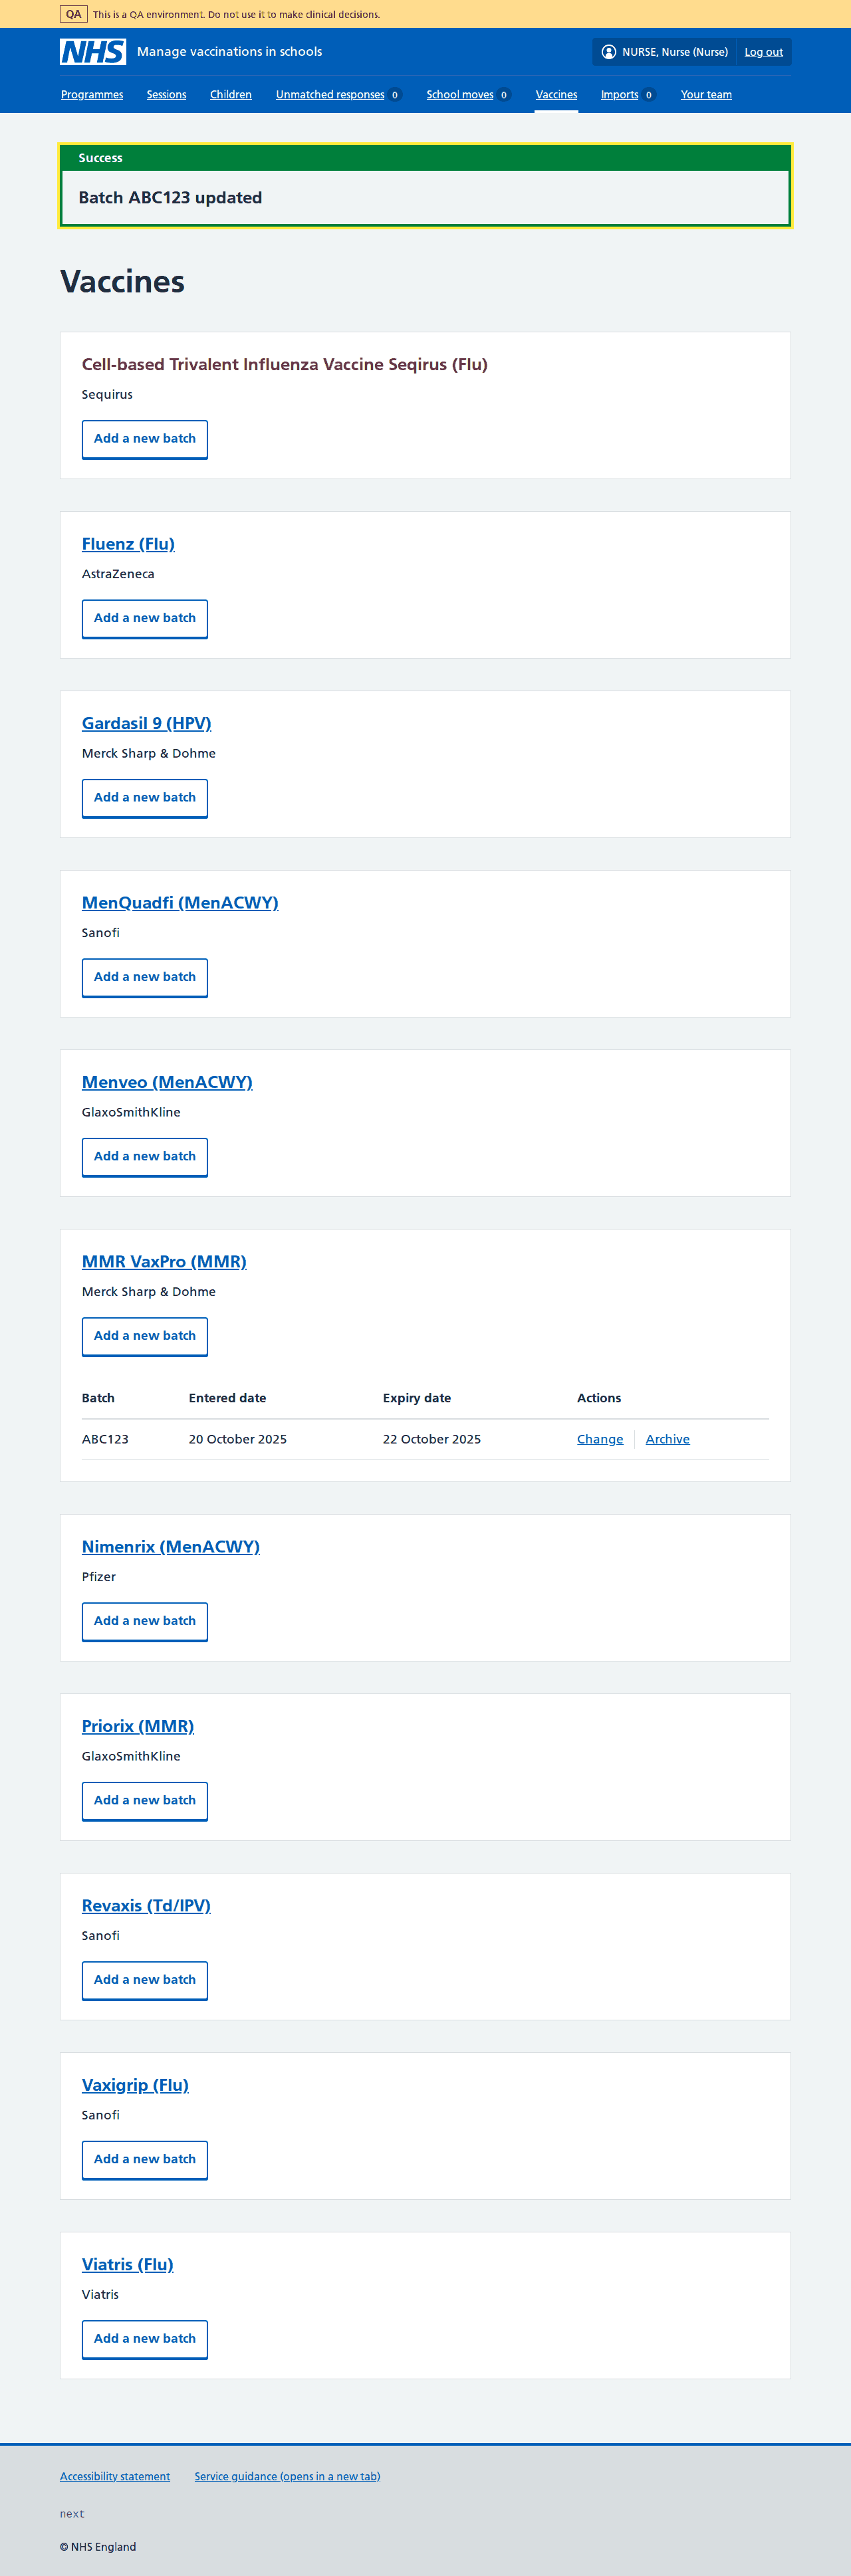 QA This is a QA environment. Do not use it to make clinical decisions.
NHS Manage vaccinations in schools NURSE, Nurse (Nurse) Log out
Programmes Sessions Children Unmatched responses 0 School moves 0 Vaccines Imports 0 Your team
Success
Batch ABC123 updated
Vaccines
Cell-based Trivalent Influenza Vaccine Seqirus (Flu)
Sequirus
Add a new batch
Fluenz (Flu)
AstraZeneca
Add a new batch
Gardasil 9 (HPV)
Merck Sharp & Dohme
Add a new batch
MenQuadfi (MenACWY)
Sanofi
Add a new batch
Menveo (MenACWY)
GlaxoSmithKline
Add a new batch
MMR VaxPro (MMR)
Merck Sharp & Dohme
Add a new batch
Batch Entered date Expiry date Actions
ABC123 20 October 2025 22 October 2025 Change Archive
Nimenrix (MenACWY)
Pfizer
Add a new batch
Priorix (MMR)
GlaxoSmithKline
Add a new batch
Revaxis (Td/IPV)
Sanofi
Add a new batch
Vaxigrip (Flu)
Sanofi
Add a new batch
Viatris (Flu)
Viatris
Add a new batch
Accessibility statement Service guidance (opens in a new tab)
next
© NHS England